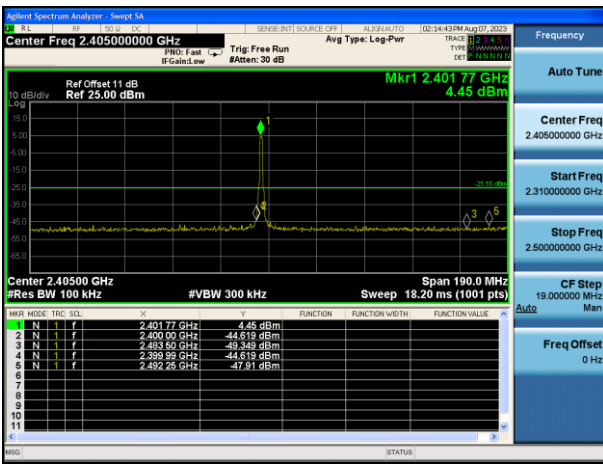 Agilent Spectrum Analyzer - Swept SA
RL RF 50 Ω DC SENSE:INT SOURCE OFF ALIGNAUTO 02:14:43 PM Aug 07, 2023
Center Freq 2.405000000 GHz
PNO: Fast
IFGain:Low
Trig: Free Run
#Atten: 30 dB
Avg Type: Log-Pwr
TRACE 1 2 3 4 5 6
TYPE M WWWWW
DET P N N N N N
Frequency
Auto Tune
Center Freq
2.405000000 GHz
Start Freq
2.310000000 GHz
Stop Freq
2.500000000 GHz
CF Step
19.000000 MHz
Auto Man
Freq Offset
0 Hz
Mkr1 2.401 77 GHz
4.45 dBm
Ref Offset 11 dB
Ref 25.00 dBm
10 dB/div
Log
15.0
5.00
-5.00
-15.0
-25.0
-35.0
-45.0
-55.0
-65.0
1
-25.55 dBm
3
5
Center 2.40500 GHz
#Res BW 100 kHz
#VBW 300 kHz
Span 190.0 MHz
Sweep 18.20 ms (1001 pts)
MKR MODE TRC SCL X Y FUNCTION FUNCTION WIDTH FUNCTION VALUE
1 N 1 f 2.401 77 GHz 4.45 dBm
2 N 1 f 2.400 00 GHz -44.619 dBm
3 N 1 f 2.483 50 GHz -49.349 dBm
4 N 1 f 2.399 99 GHz -44.619 dBm
5 N 1 f 2.492 25 GHz -47.91 dBm
6
7
8
9
10
11
MSG STATUS